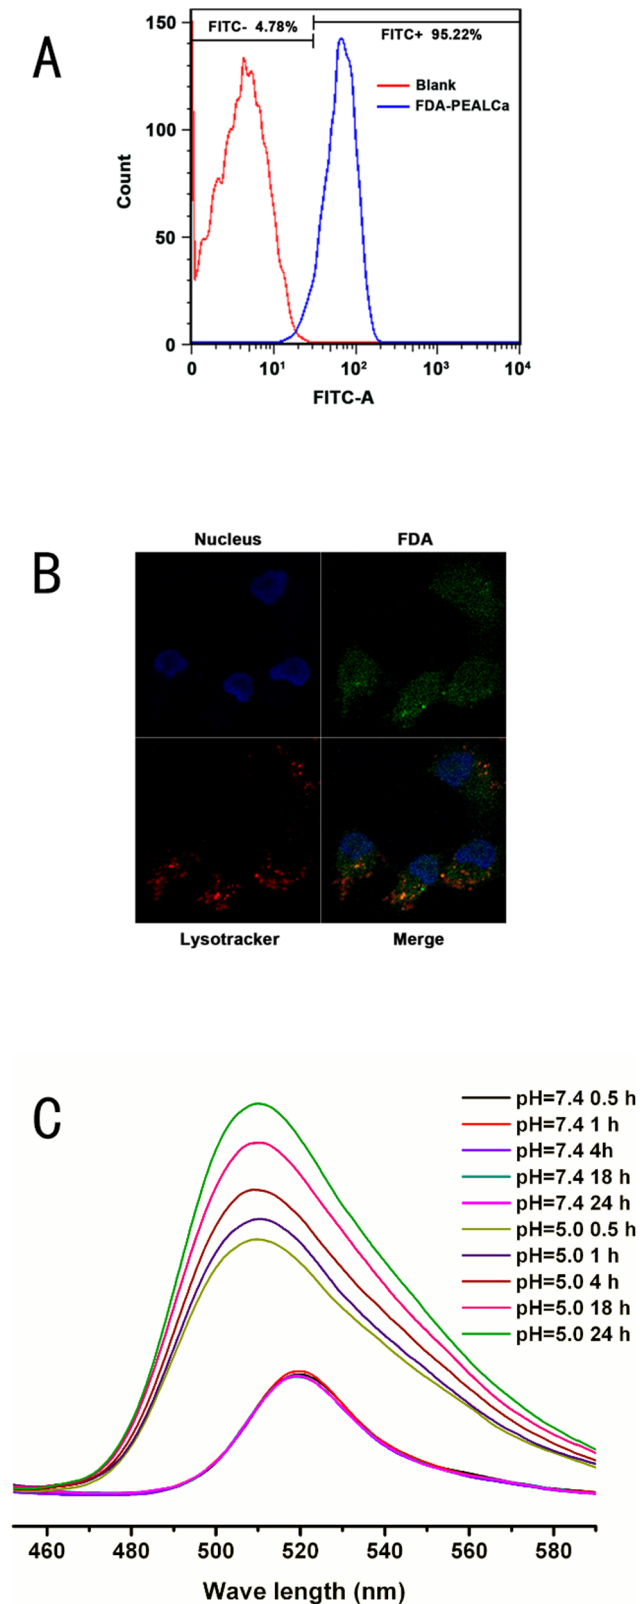 A
150
100
50
0
Count
FITC- 4.78%
FITC+ 95.22%
Blank
FDA-PEALCa
0 10¹ 10² 10³ 10⁴
FITC-A
B
Nucleus FDA
Lysotracker Merge
C
pH=7.4 0.5 h
pH=7.4 1 h
pH=7.4 4h
pH=7.4 18 h
pH=7.4 24 h
pH=5.0 0.5 h
pH=5.0 1 h
pH=5.0 4 h
pH=5.0 18 h
pH=5.0 24 h
460 480 500 520 540 560 580
Wave length (nm)